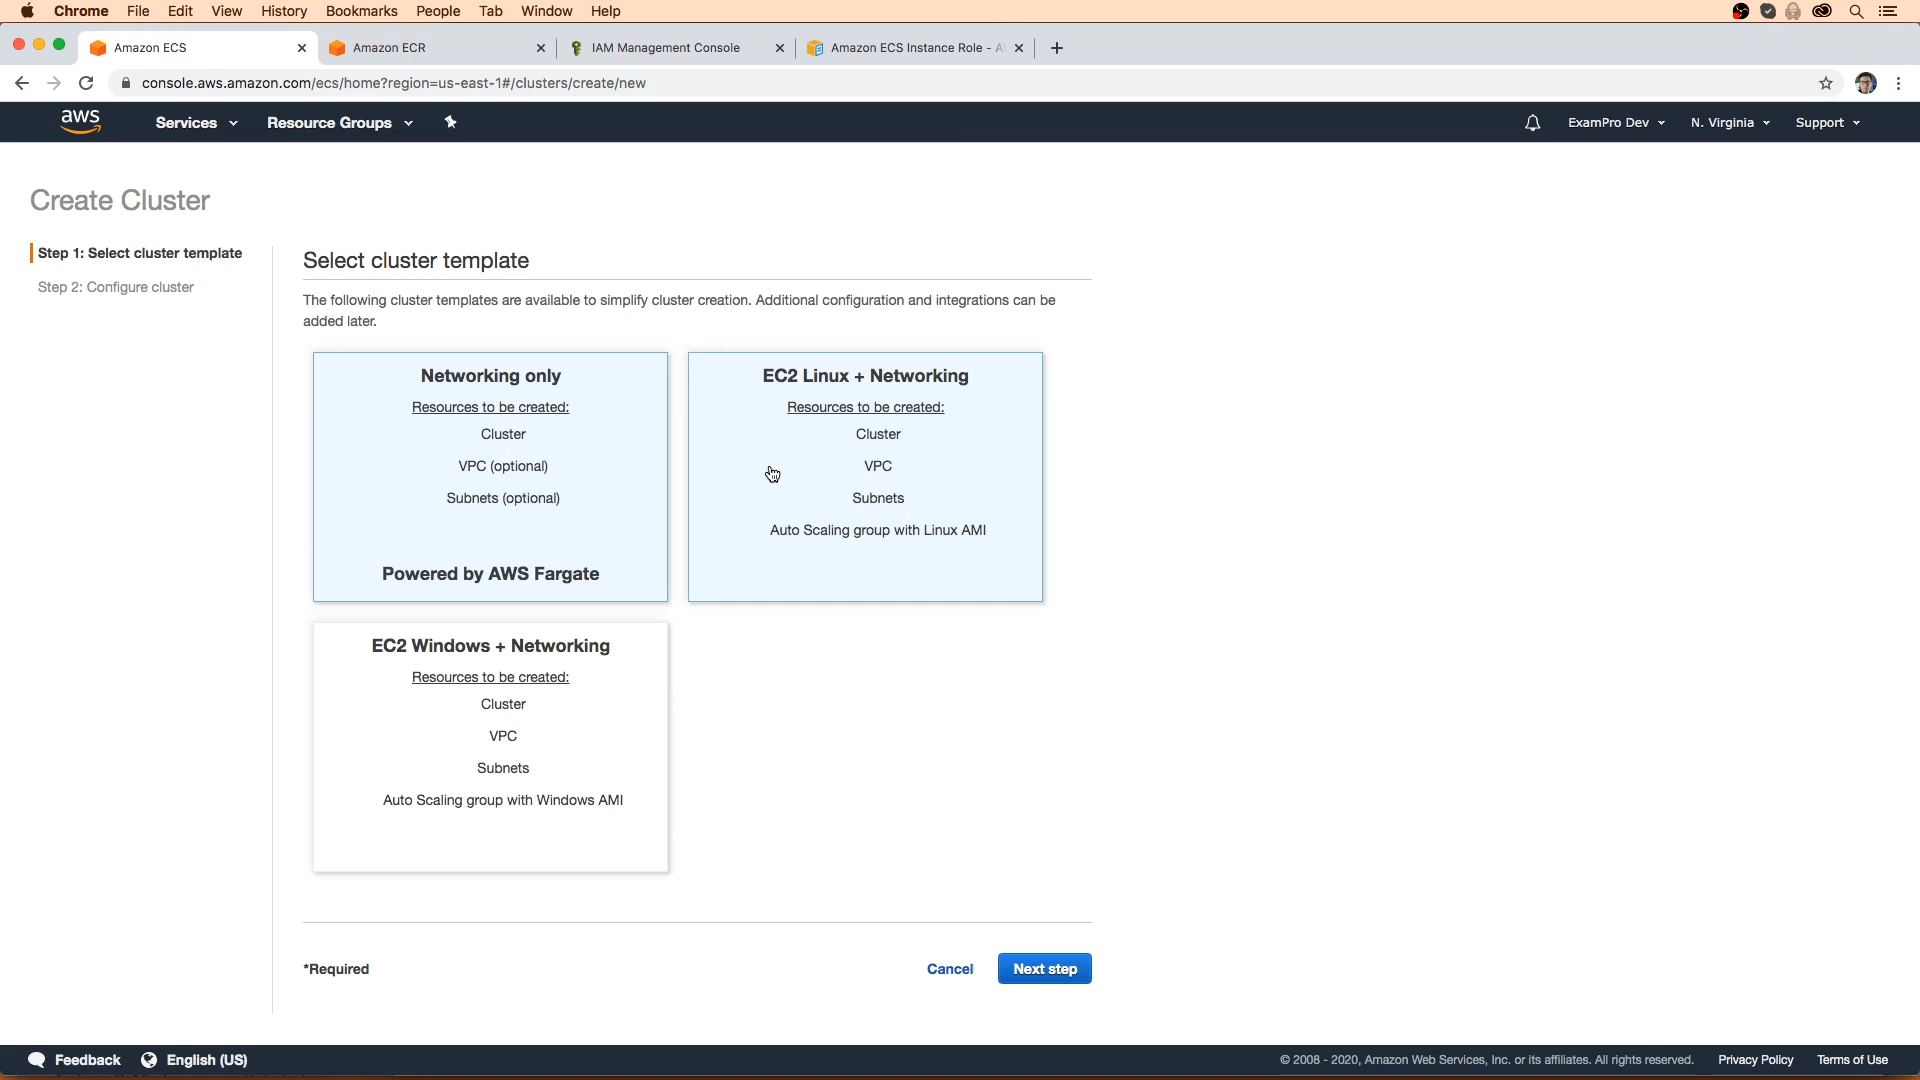 Chrome File Edit View History Bookmarks People Tab Window Help
Amazon ECS Amazon ECR IAM Management Console Amazon ECS Instance Role - A
console.aws.amazon.com/ecs/home?region=us-east-1#/clusters/create/new
aws Services Resource Groups ExamPro Dev N. Virginia Support
Create Cluster
Step 1: Select cluster template
Step 2: Configure cluster
Select cluster template
The following cluster templates are available to simplify cluster creation. Additional configuration and integrations can be
added later.
Networking only
Resources to be created:
Cluster
VPC (optional)
Subnets (optional)
Powered by AWS Fargate
EC2 Linux + Networking
Resources to be created:
Cluster
VPC
Subnets
Auto Scaling group with Linux AMI
EC2 Windows + Networking
Resources to be created:
Cluster
VPC
Subnets
Auto Scaling group with Windows AMI
*Required
Cancel
Next step
Feedback English (US)
© 2008 - 2020, Amazon Web Services, Inc. or its affiliates. All rights reserved. Privacy Policy Terms of Use